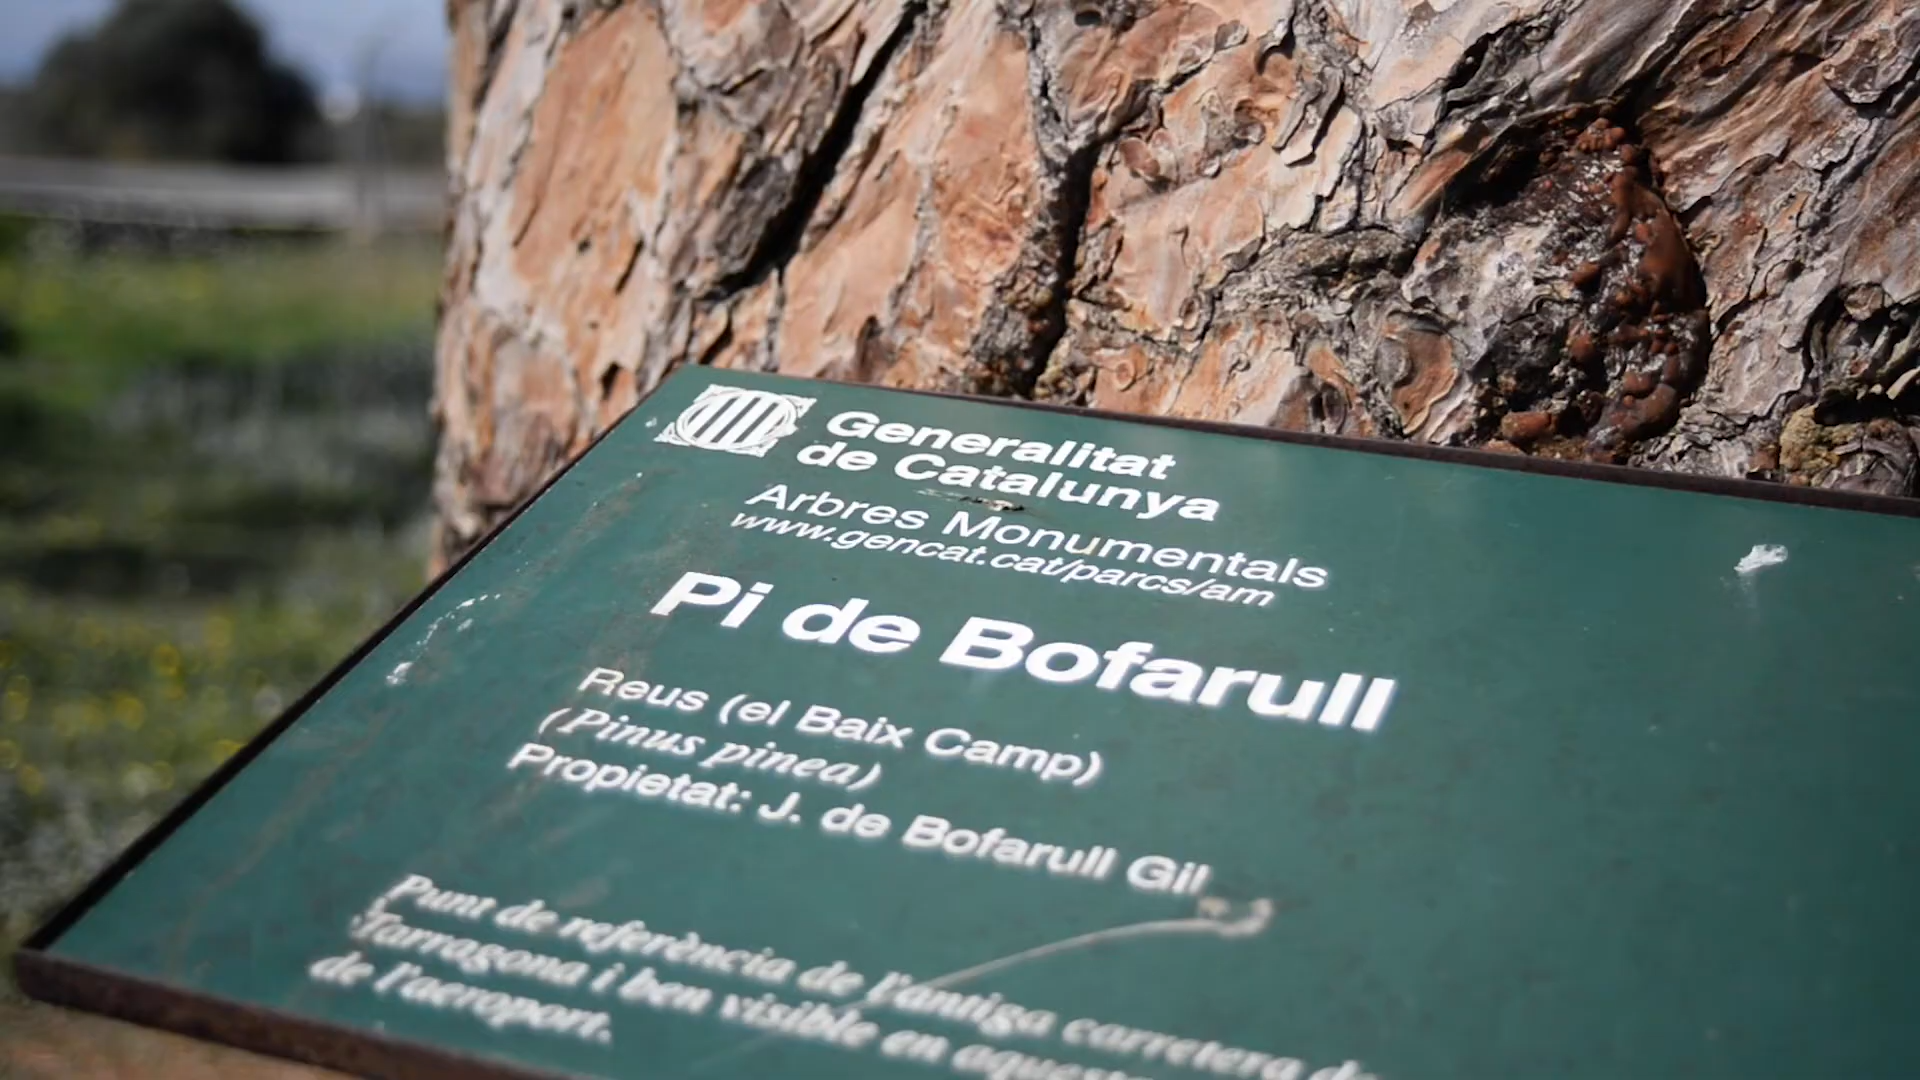 Generalitat
de Catalunya
Arbres Monumentals
www.gencat.cat/parcs/am
Pi de Bofarull
Reus (el Baix Camp)
(Pinus pinea)
Propietat: J. de Bofarull Gil
Punt de referència de l'antiga carretera de
Tarragona i ben visible en
de l'aeroport.